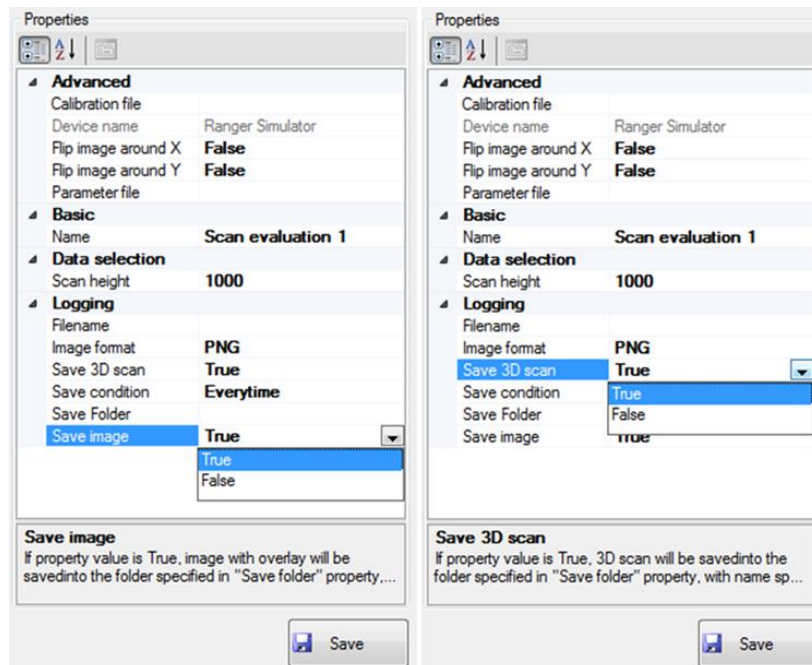 Properties
A
Z
Advanced
Calibration file
Device name Ranger Simulator
Flip image around X False
Flip image around Y False
Parameter file
Basic
Name Scan evaluation 1
Data selection
Scan height 1000
Logging
Filename
Image format PNG
Save 3D scan True
Save condition Everytime
Save Folder
Save image True
True
False
Save image
If property value is True, image with overlay will be
savedinto the folder specified in "Save folder" property,...
Save
Properties
A
Z
Advanced
Calibration file
Device name Ranger Simulator
Flip image around X False
Flip image around Y False
Parameter file
Basic
Name Scan evaluation 1
Data selection
Scan height 1000
Logging
Filename
Image format PNG
Save 3D scan True
Save condition True
Save Folder False
Save image True
Save 3D scan
If property value is True, 3D scan will be savedinto the
folder specified in "Save folder" property, with name sp...
Save